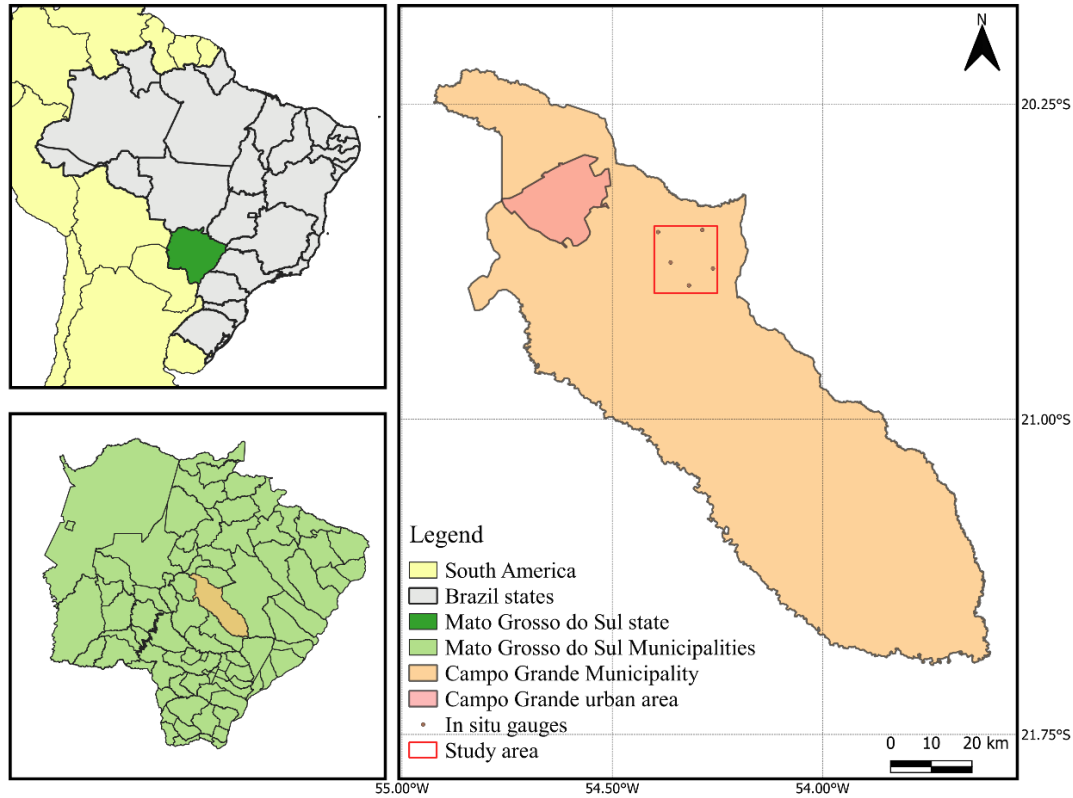 N
20.25°S
21.00°S
21.75°S
Legend
South America
Brazil states
Mato Grosso do Sul state
Mato Grosso do Sul Municipalities
Campo Grande Municipality
Campo Grande urban area
In situ gauges
Study area
0 10 20 km
55.00°W 54.50°W 54.00°W